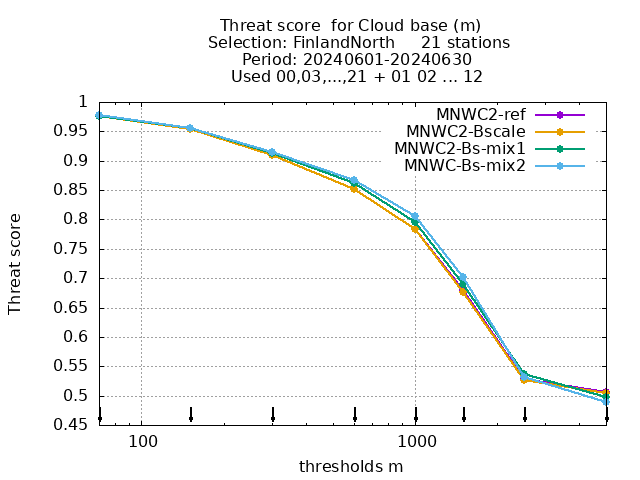 Threat score  for Cloud base (m)
Selection: FinlandNorth     21 stations
Period: 20240601-20240630
Used 00,03,...,21 + 01 02 ... 12
MNWC2-ref
MNWC2-Bscale
MNWC2-Bs-mix1
MNWC-Bs-mix2
Threat score
1
0.95
0.9
0.85
0.8
0.75
0.7
0.65
0.6
0.55
0.5
0.45
100
1000
thresholds m